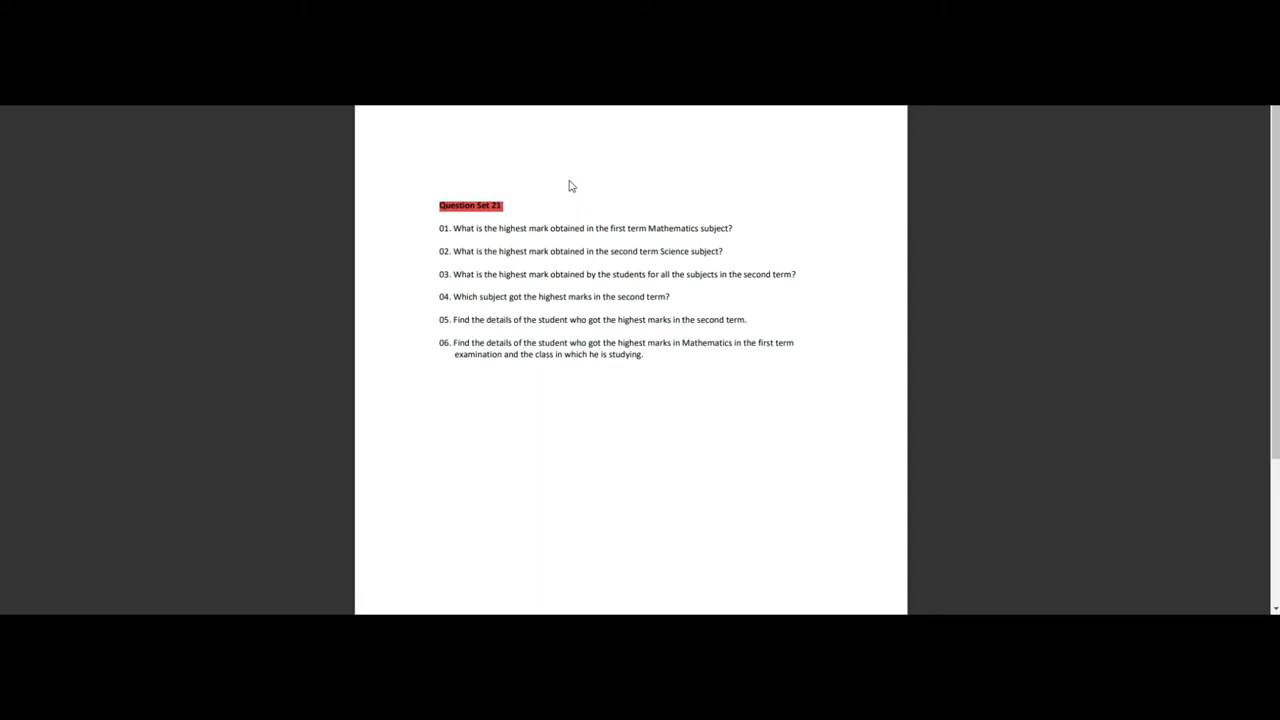 Question Set 21
01. What is the highest mark obtained in the first term Mathematics subject?
02. What is the highest mark obtained in the second term Science subject?
03. What is the highest mark obtained by the students for all the subjects in the second term?
04. Which subject got the highest marks in the second term?
05. Find the details of the student who got the highest marks in the second term.
06. Find the details of the student who got the highest marks in Mathematics in the first term
examination and the class in which he is studying.